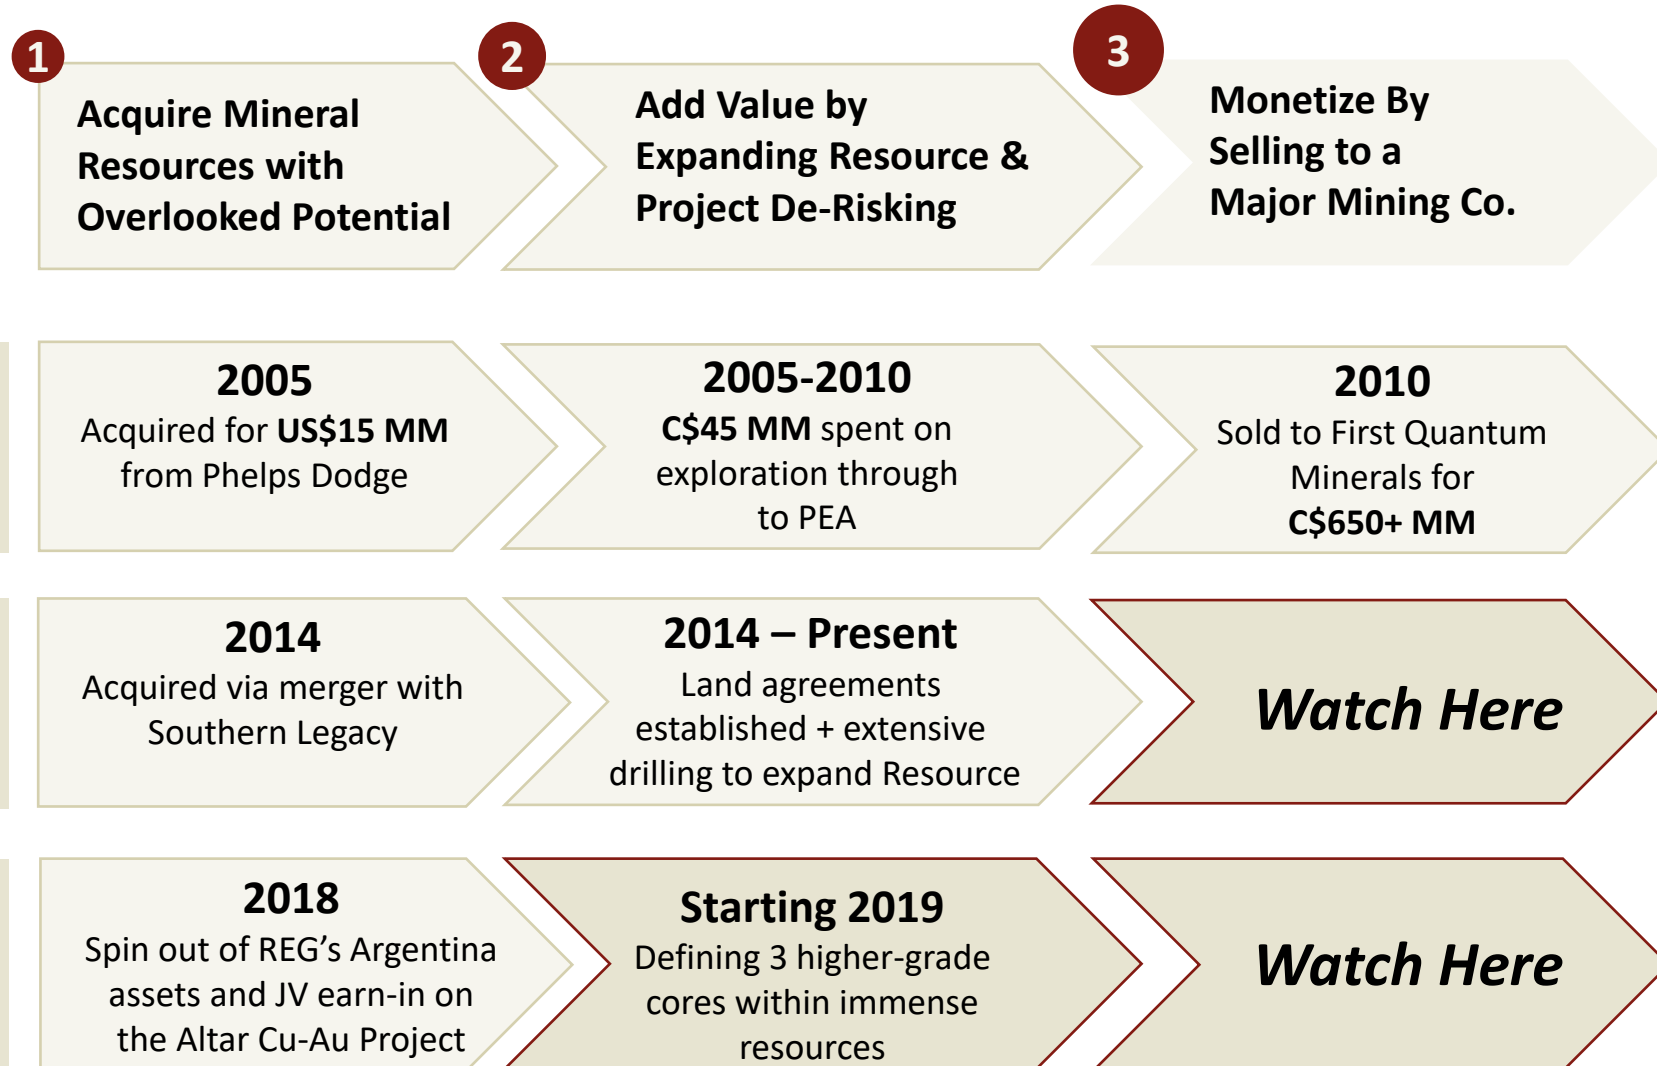 1
Acquire Mineral
Resources with
Overlooked Potential
2
Add Value by
Expanding Resource &
Project De-Risking
3
Monetize By
Selling to a
Major Mining Co.
2005
Acquired for US$15 MM
from Phelps Dodge
2005-2010
C$45 MM spent on
exploration through
to PEA
2010
Sold to First Quantum
Minerals for
C$650+ MM
2014
Acquired via merger with
Southern Legacy
2014 – Present
Land agreements
established + extensive
drilling to expand Resource
Watch Here
2018
Spin out of REG’s Argentina
assets and JV earn-in on
the Altar Cu-Au Project
Starting 2019
Defining 3 higher-grade
cores within immense
resources
Watch Here